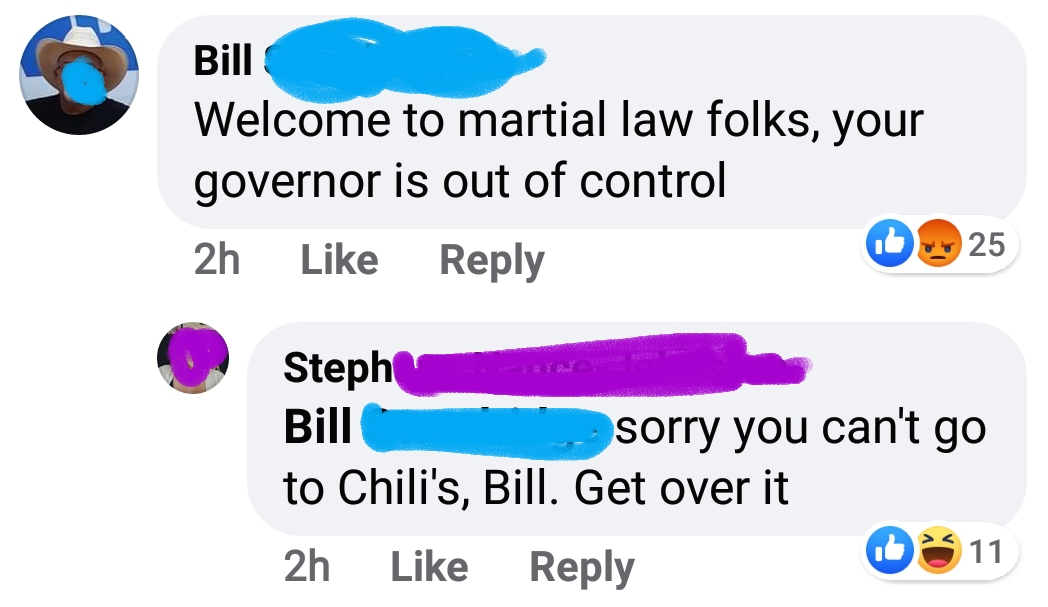 Bill
Welcome to martial law folks, your
governor is out of control
2h Like Reply
25
Steph
Bill sorry you can't go
to Chili's, Bill. Get over it
2h Like Reply
11